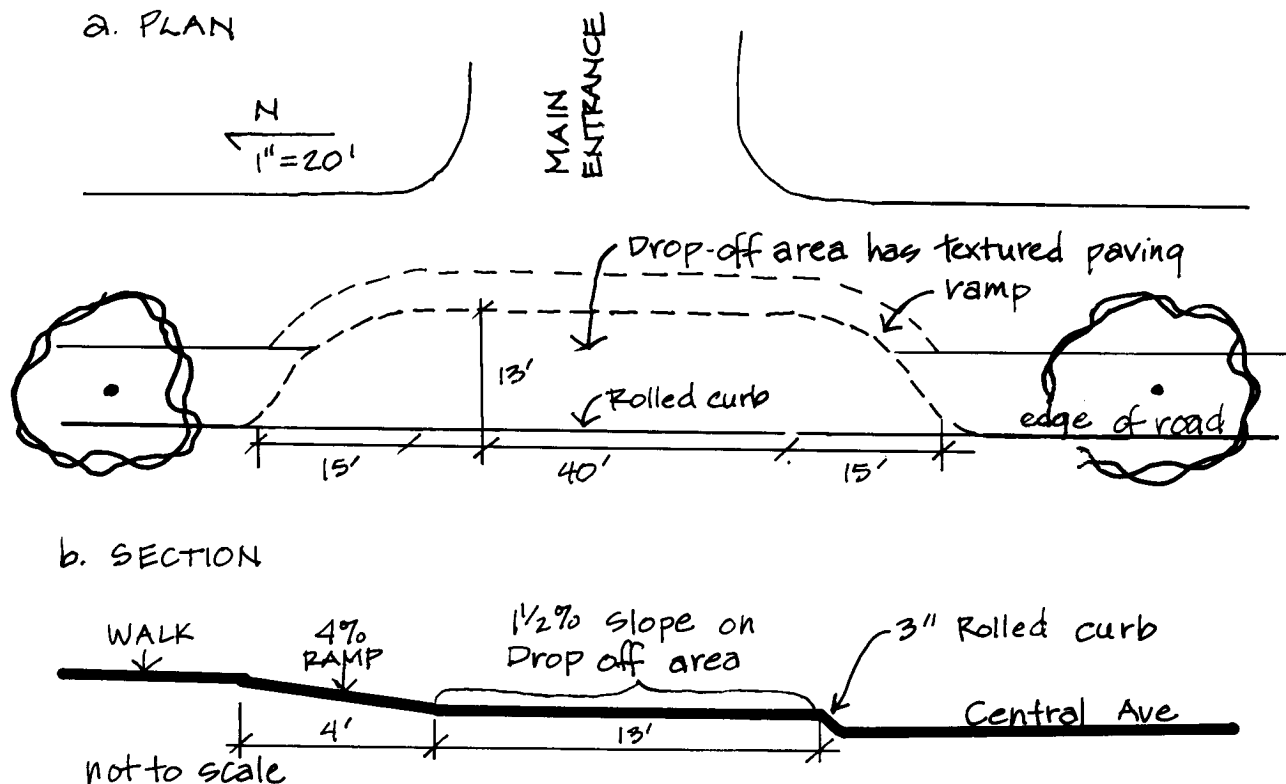 a. PLAN
N
1"=20'
MAIN
ENTRANCE
Drop-off area has textured paving
ramp
13'
Rolled curb
edge of road
15'
40'
15'
b. SECTION
WALK
4%
RAMP
1½% slope on
Drop off area
3" Rolled curb
Central Ave
4'
13'
not to scale